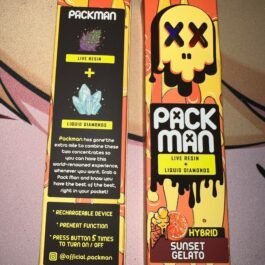 PACKMAN
LIVE RESIN
+
LIQUID DIAMONDS
Packman has gone the
extra mile to combine these
two concentrates so
you can have this
world-renowned experience,
whenever you want. Grab a
Pack Man and know you
have the best of the best,
right in your pocket!
* RECHARGEABLE DEVICE
* PREHEAT FUNCTION
* PRESS BUTTON 5 TIMES
TO TURN ON / OFF
@official.packman
PACK
MAN
LIVE RESIN
+
LIQUID DIAMONDS
HYBRID
SUNSET
GELATO